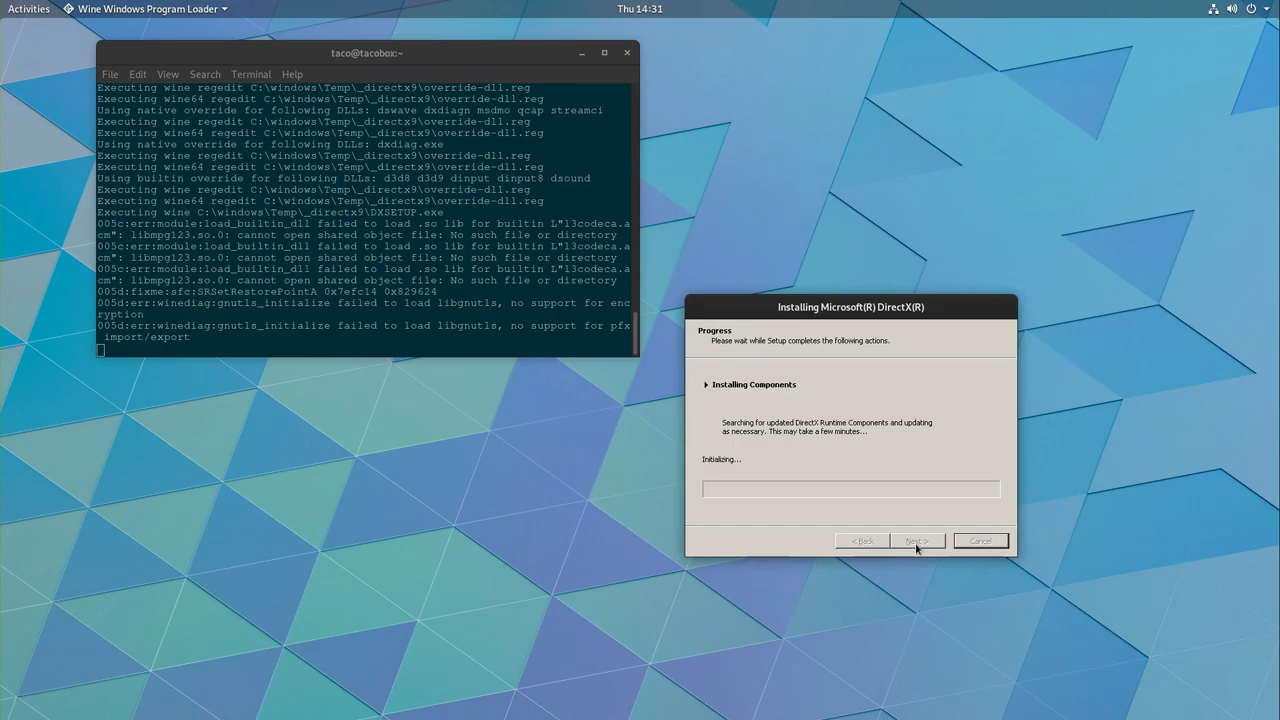 Activities Wine Windows Program Loader Thu 14:31
taco@tacobox:~
File Edit View Search Terminal Help
Executing wine regedit C:\windows\Temp\_directx9\override-dll.reg
Executing wine64 regedit C:\windows\Temp\_directx9\override-dll.reg
Using native override for following DLLs: dswave dxdiagn msdmo qcap streamci
Executing wine regedit C:\windows\Temp\_directx9\override-dll.reg
Executing wine64 regedit C:\windows\Temp\_directx9\override-dll.reg
Using native override for following DLLs: dxdiag.exe
Executing wine regedit C:\windows\Temp\_directx9\override-dll.reg
Executing wine64 regedit C:\windows\Temp\_directx9\override-dll.reg
Using builtin override for following DLLs: d3d8 d3d9 dinput dinput8 dsound
Executing wine regedit C:\windows\Temp\_directx9\override-dll.reg
Executing wine64 regedit C:\windows\Temp\_directx9\override-dll.reg
Executing wine C:\windows\Temp\_directx9\DXSETUP.exe
005c:err:module:load_builtin_dll failed to load .so lib for builtin L"l3codeca.a
cm": libmpg123.so.0: cannot open shared object file: No such file or directory
005c:err:module:load_builtin_dll failed to load .so lib for builtin L"l3codeca.a
cm": libmpg123.so.0: cannot open shared object file: No such file or directory
005c:err:module:load_builtin_dll failed to load .so lib for builtin L"l3codeca.a
cm": libmpg123.so.0: cannot open shared object file: No such file or directory
005d:fixme:sfc:SRSetRestorePointA 0x7efc14 0x829624
005d:err:winediag:gnutls_initialize failed to load libgnutls, no support for enc
ryption
005d:err:winediag:gnutls_initialize failed to load libgnutls, no support for pfx
 import/export
Installing Microsoft(R) DirectX(R)
Progress
Please wait while Setup completes the following actions.
Installing Components
Searching for updated DirectX Runtime Components and updating
as necessary. This may take a few minutes...
Initializing...
< Back Next > Cancel